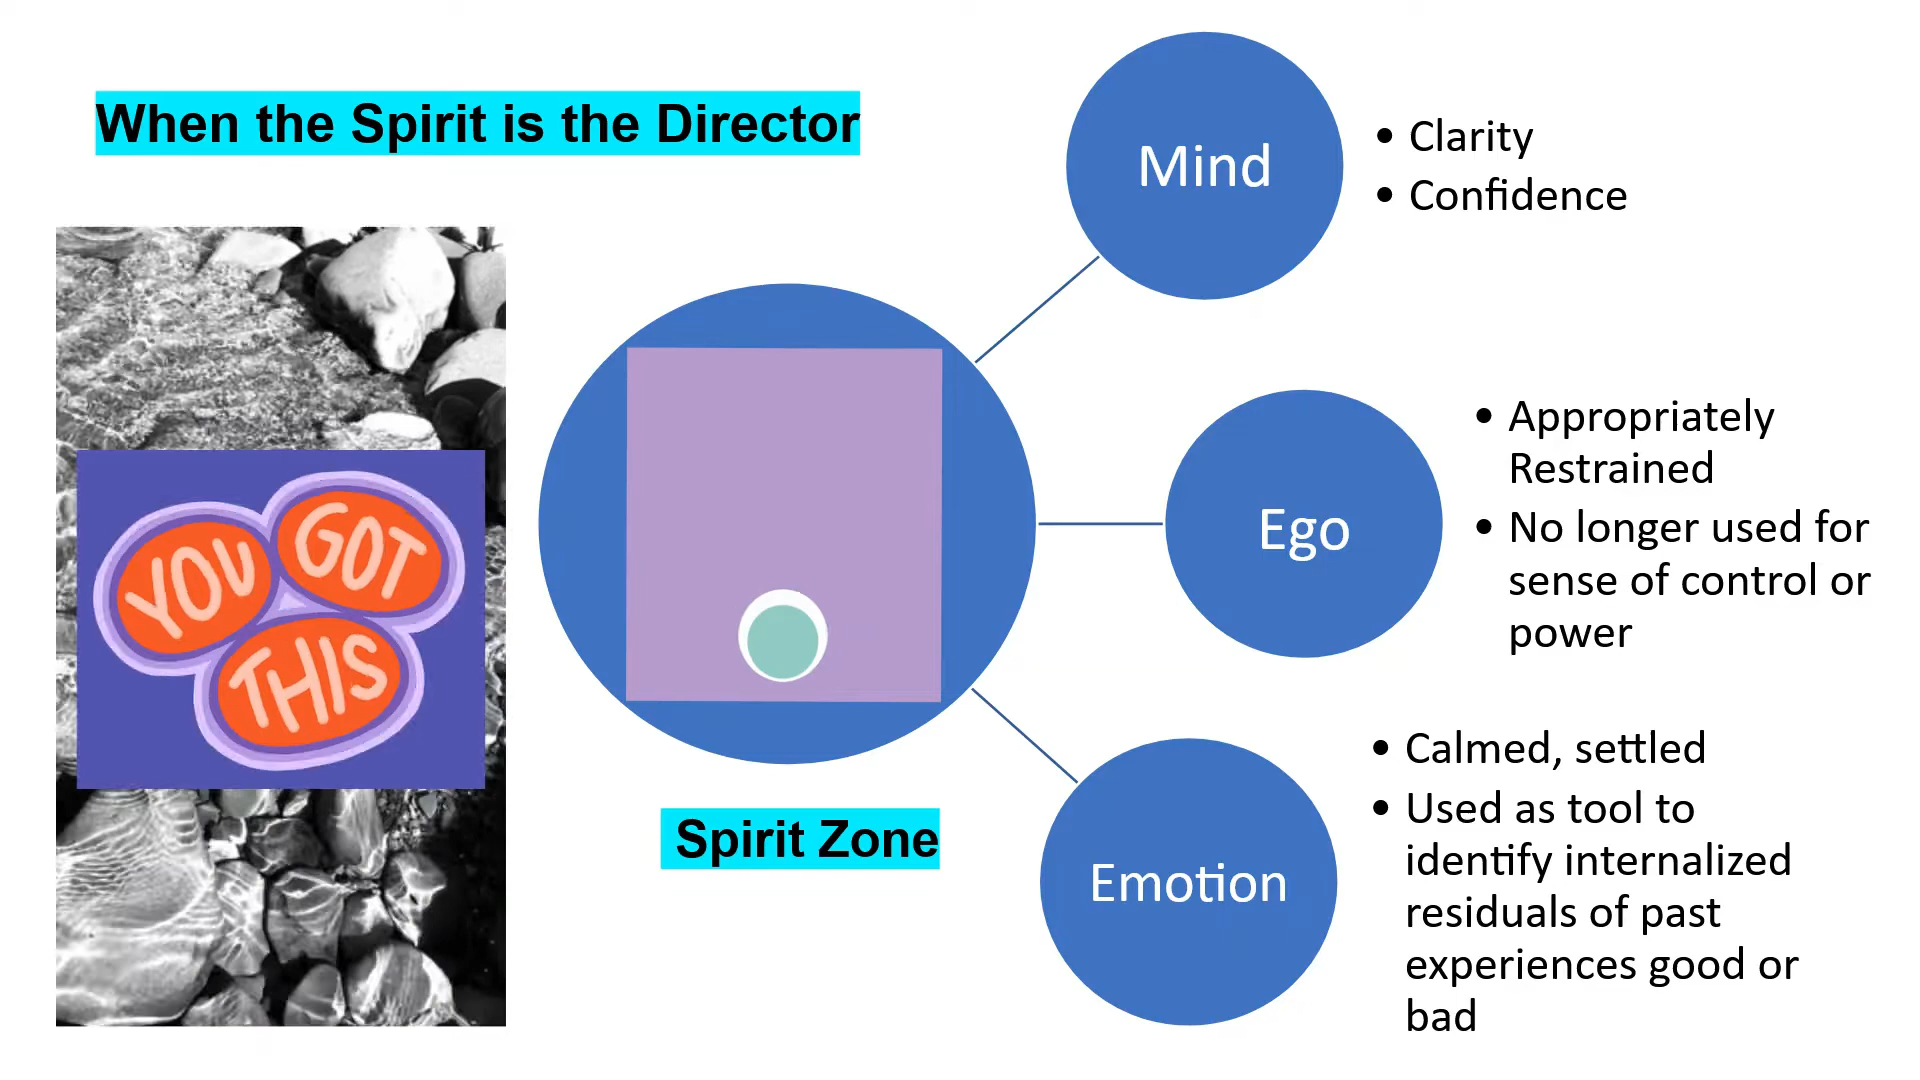 When the Spirit is the Director
YOU GOT
THIS
Spirit Zone
Mind
• Clarity
• Confidence
Ego
• Appropriately
Restrained
• No longer used for
sense of control or
power
Emotion
• Calmed, settled
• Used as tool to
identify internalized
residuals of past
experiences good or
bad